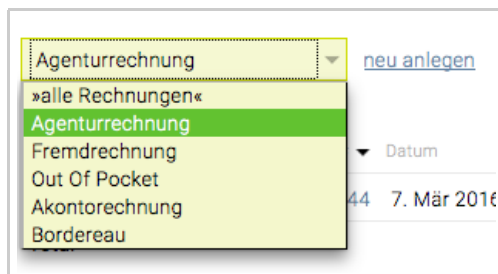 Agenturrechnung neu anlegen
»alle Rechnungen«
Agenturrechnung
Fremdrechnung Datum
Out Of Pocket
Akontorechnung 44 7. Mär 2016
Bordereau